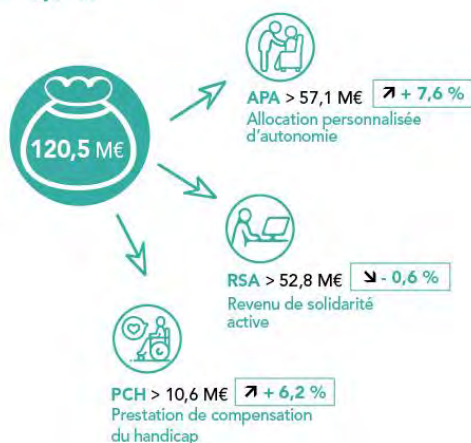 120,5 M€
APA > 57,1 M€ + 7,6 %
Allocation personnalisée
d'autonomie
RSA > 52,8 M€ - 0,6 %
Revenu de solidarité
active
PCH > 10,6 M€ + 6,2 %
Prestation de compensation
du handicap